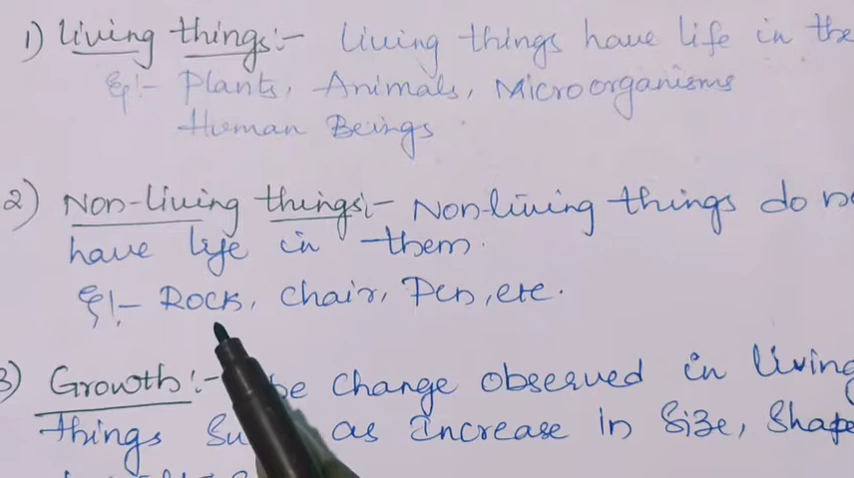 1) Living things:- Living things have life in the
Eg:- Plants, Animals, Microorganisms
Human Beings.
2) Non-living things:- Non-living things do
have life in them.
Eg:- Rock, Chair, Pen, etc.
3) Growth:- change observed in living
things as Increase in Size, Shape